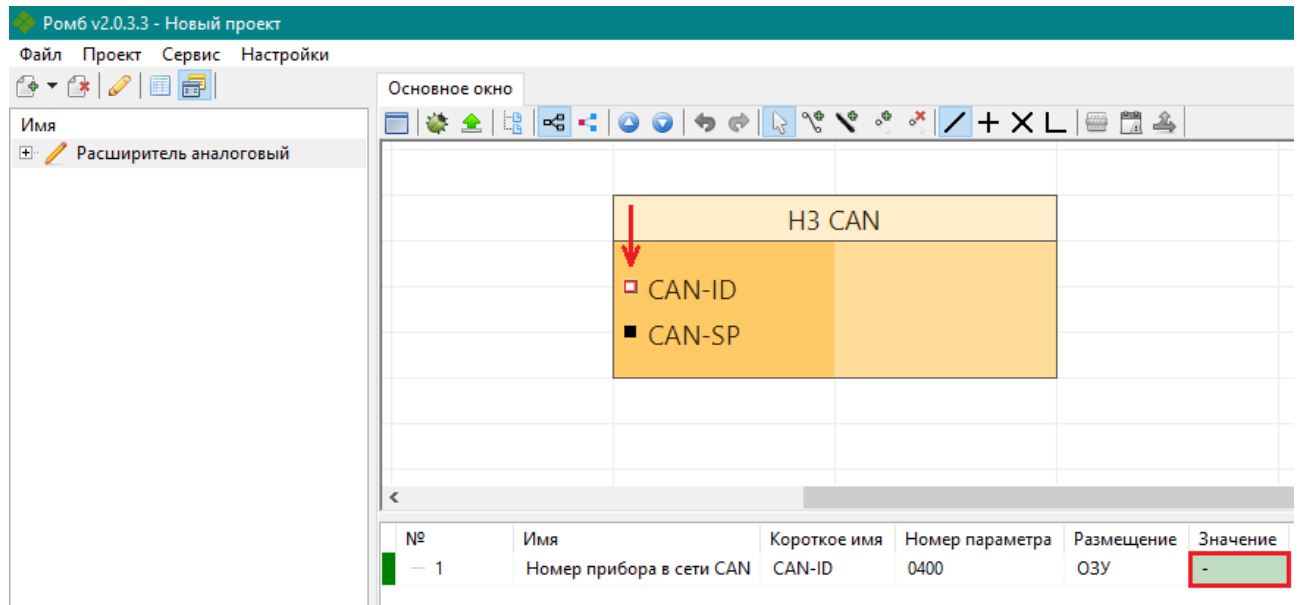 Ромб v2.0.3.3 - Новый проект
Файл Проект Сервис Настройки
Основное окно
Имя
Расширитель аналоговый
НЗ CAN
CAN-ID
CAN-SP
№ Имя Короткое имя Номер параметра Размещение Значение
1 Номер прибора в сети CAN CAN-ID 0400 ОЗУ -